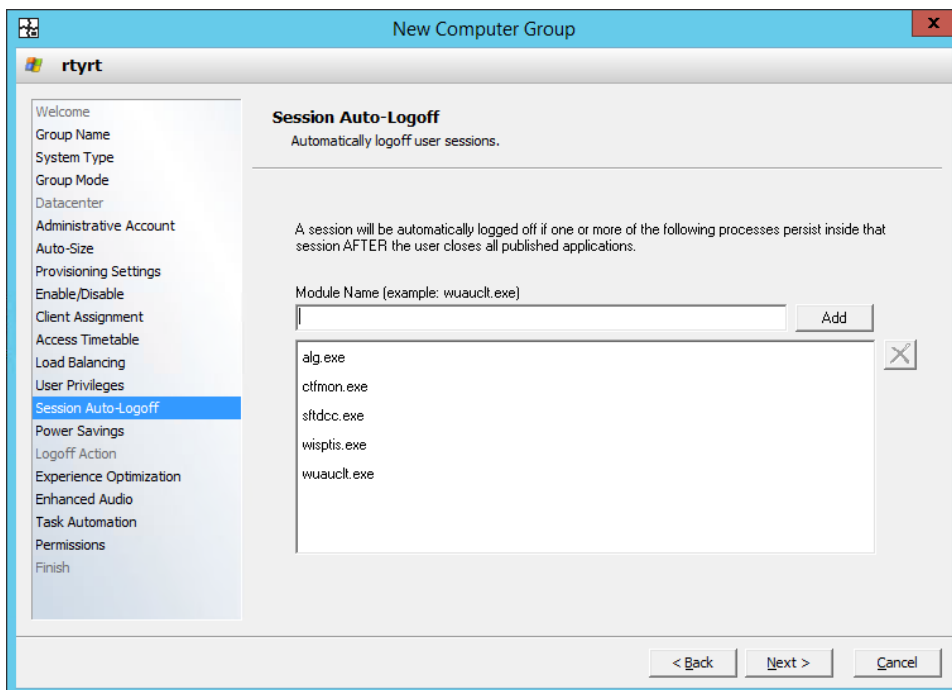 New Computer Group
x
rtyrt
Welcome
Group Name
System Type
Group Mode
Datacenter
Administrative Account
Auto-Size
Provisioning Settings
Enable/Disable
Client Assignment
Access Timetable
Load Balancing
User Privileges
Session Auto-Logoff
Power Savings
Logoff Action
Experience Optimization
Enhanced Audio
Task Automation
Permissions
Finish
Session Auto-Logoff
Automatically logoff user sessions.
A session will be automatically logged off if one or more of the following processes persist inside that
session AFTER the user closes all published applications.
Module Name (example: wuauclt.exe)
Add
alg.exe
ctfmon.exe
sftdcc.exe
wisptis.exe
wuauclt.exe
< Back
Next >
Cancel